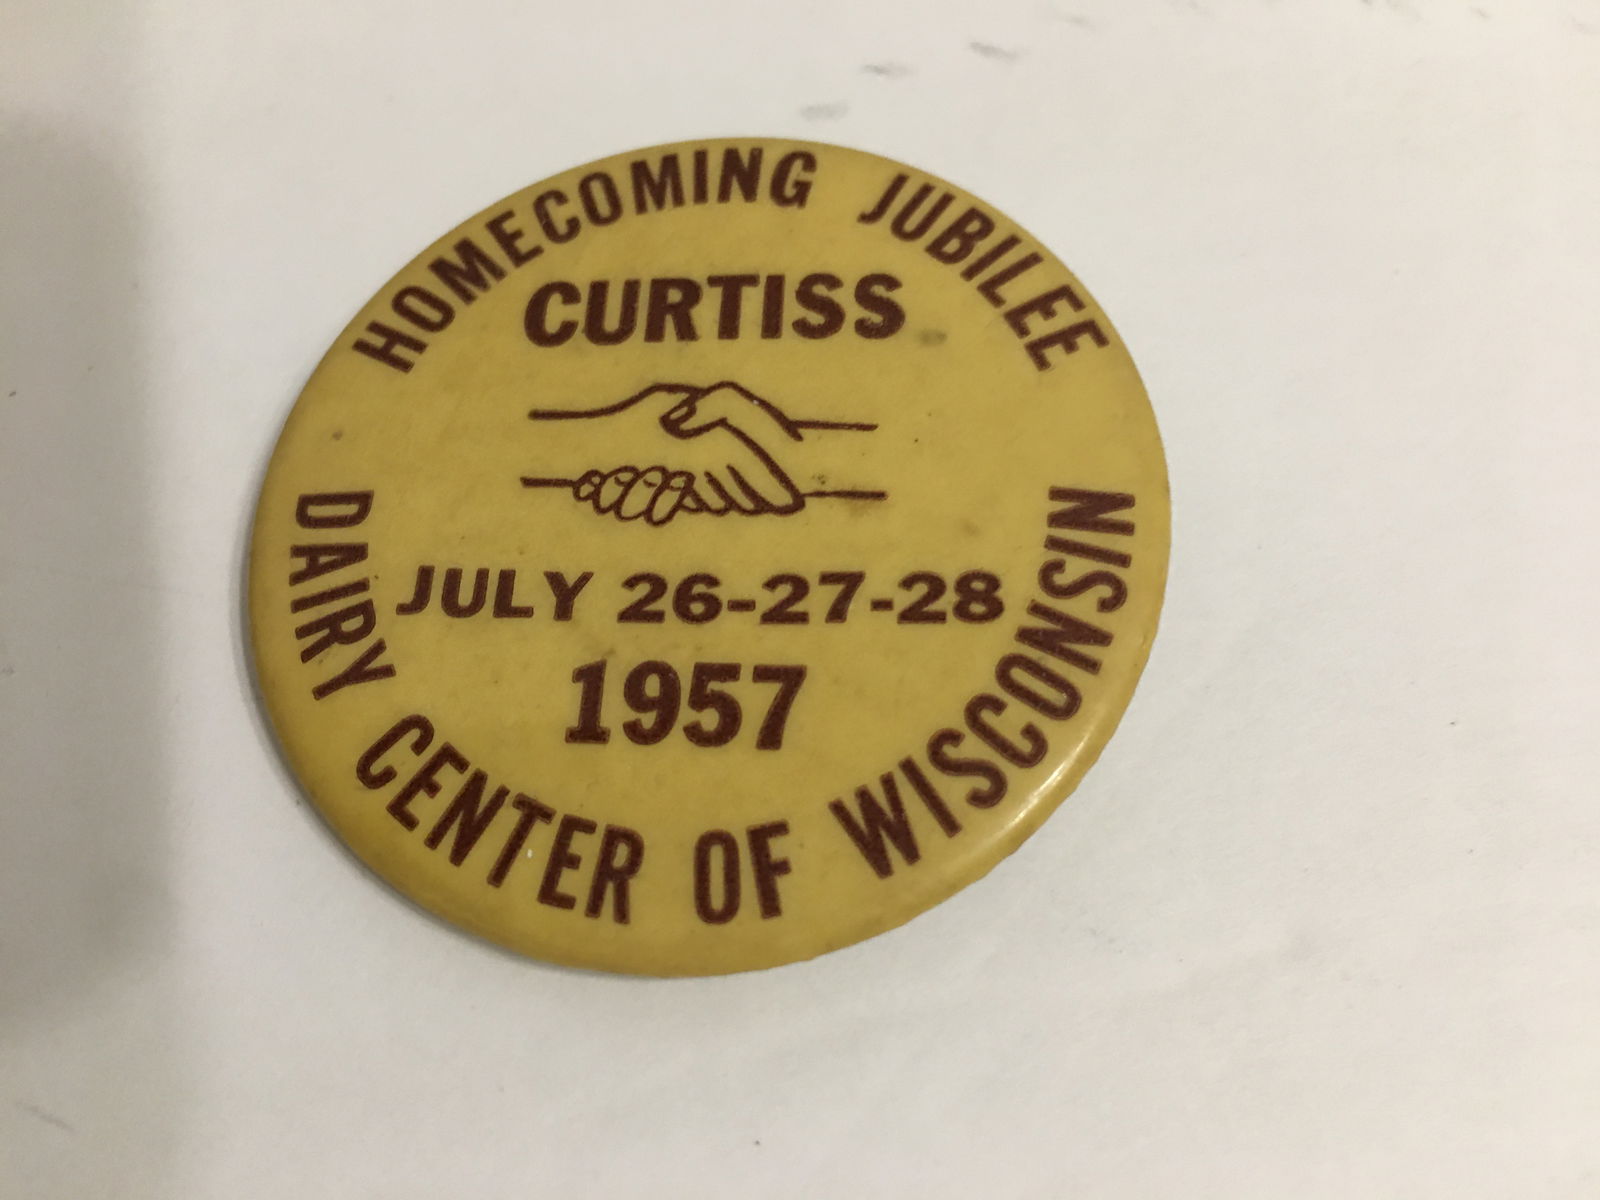 HOMECOMING JUBILEE
CURTISS
JULY 26-27-28
1957
DAIRY CENTER OF WISCONSIN